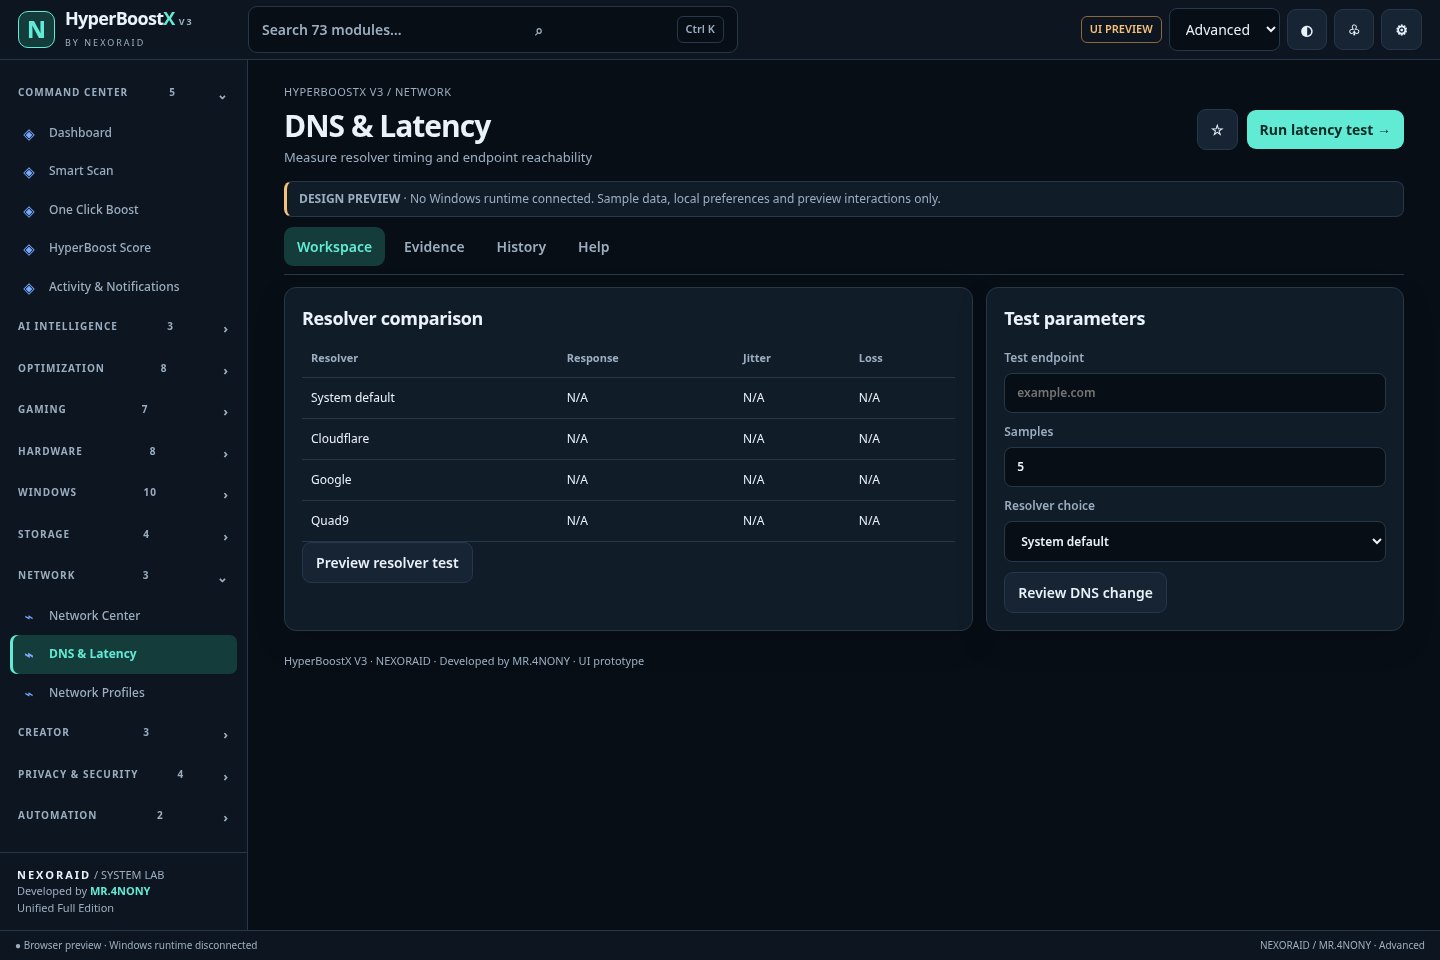 N HyperBoostX V3
BY NEXORAID
Search 73 modules...
Ctrl K
UI PREVIEW
Advanced
COMMAND CENTER 5
Dashboard
Smart Scan
One Click Boost
HyperBoost Score
Activity & Notifications
AI INTELLIGENCE 3
OPTIMIZATION 8
GAMING 7
HARDWARE 8
WINDOWS 10
STORAGE 4
NETWORK 3
Network Center
DNS & Latency
Network Profiles
CREATOR 3
PRIVACY & SECURITY 4
AUTOMATION 2
NEXORAID / SYSTEM LAB
Developed by MR.4NONY
Unified Full Edition
HYPERBOOSTX V3 / NETWORK
DNS & Latency
Measure resolver timing and endpoint reachability
☆
Run latency test →
DESIGN PREVIEW · No Windows runtime connected. Sample data, local preferences and preview interactions only.
Workspace Evidence History Help
Resolver comparison
Resolver Response Jitter Loss
System default N/A N/A N/A
Cloudflare N/A N/A N/A
Google N/A N/A N/A
Quad9 N/A N/A N/A
Preview resolver test
Test parameters
Test endpoint
example.com
Samples
5
Resolver choice
System default
Review DNS change
HyperBoostX V3 · NEXORAID · Developed by MR.4NONY · UI prototype
● Browser preview · Windows runtime disconnected
NEXORAID / MR.4NONY · Advanced